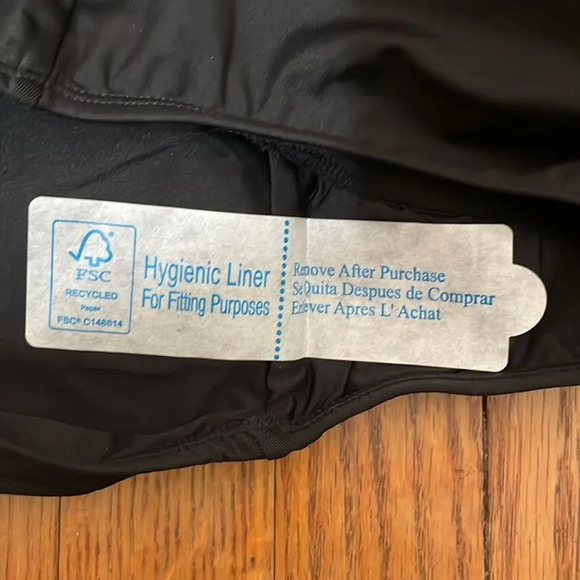 FSC
RECYCLED
Paper
FSC® C146614
Hygienic Liner
For Fitting Purposes
Remove After Purchase
Se Quita Despues de Comprar
Enlever Apres L' Achat